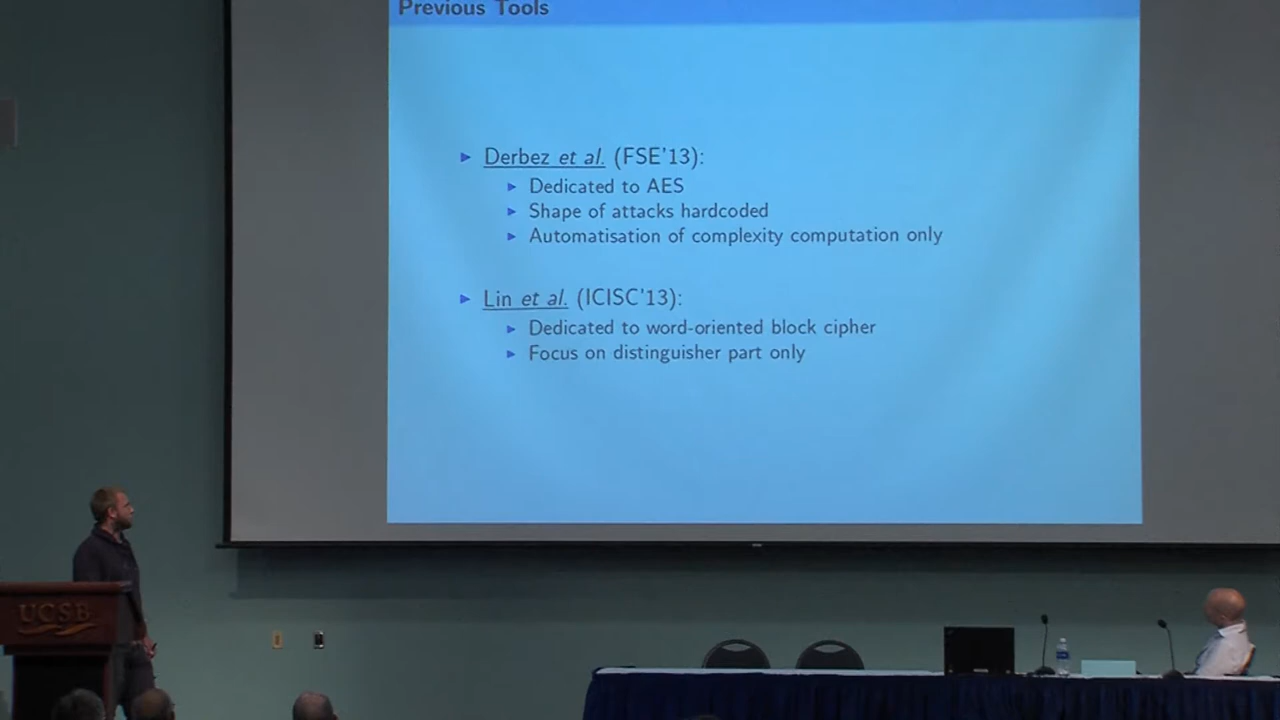 Previous Tools
▶ Derbez et al. (FSE'13):
▶ Dedicated to AES
▶ Shape of attacks hardcoded
▶ Automatisation of complexity computation only
▶ Lin et al. (ICISC'13):
▶ Dedicated to word-oriented block cipher
▶ Focus on distinguisher part only
UCSB